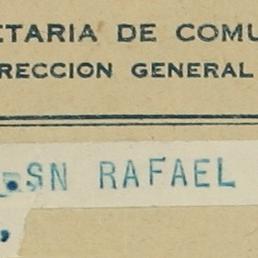 ETARIA DE COMU
RECCION GENERAL
SN RAFAEL